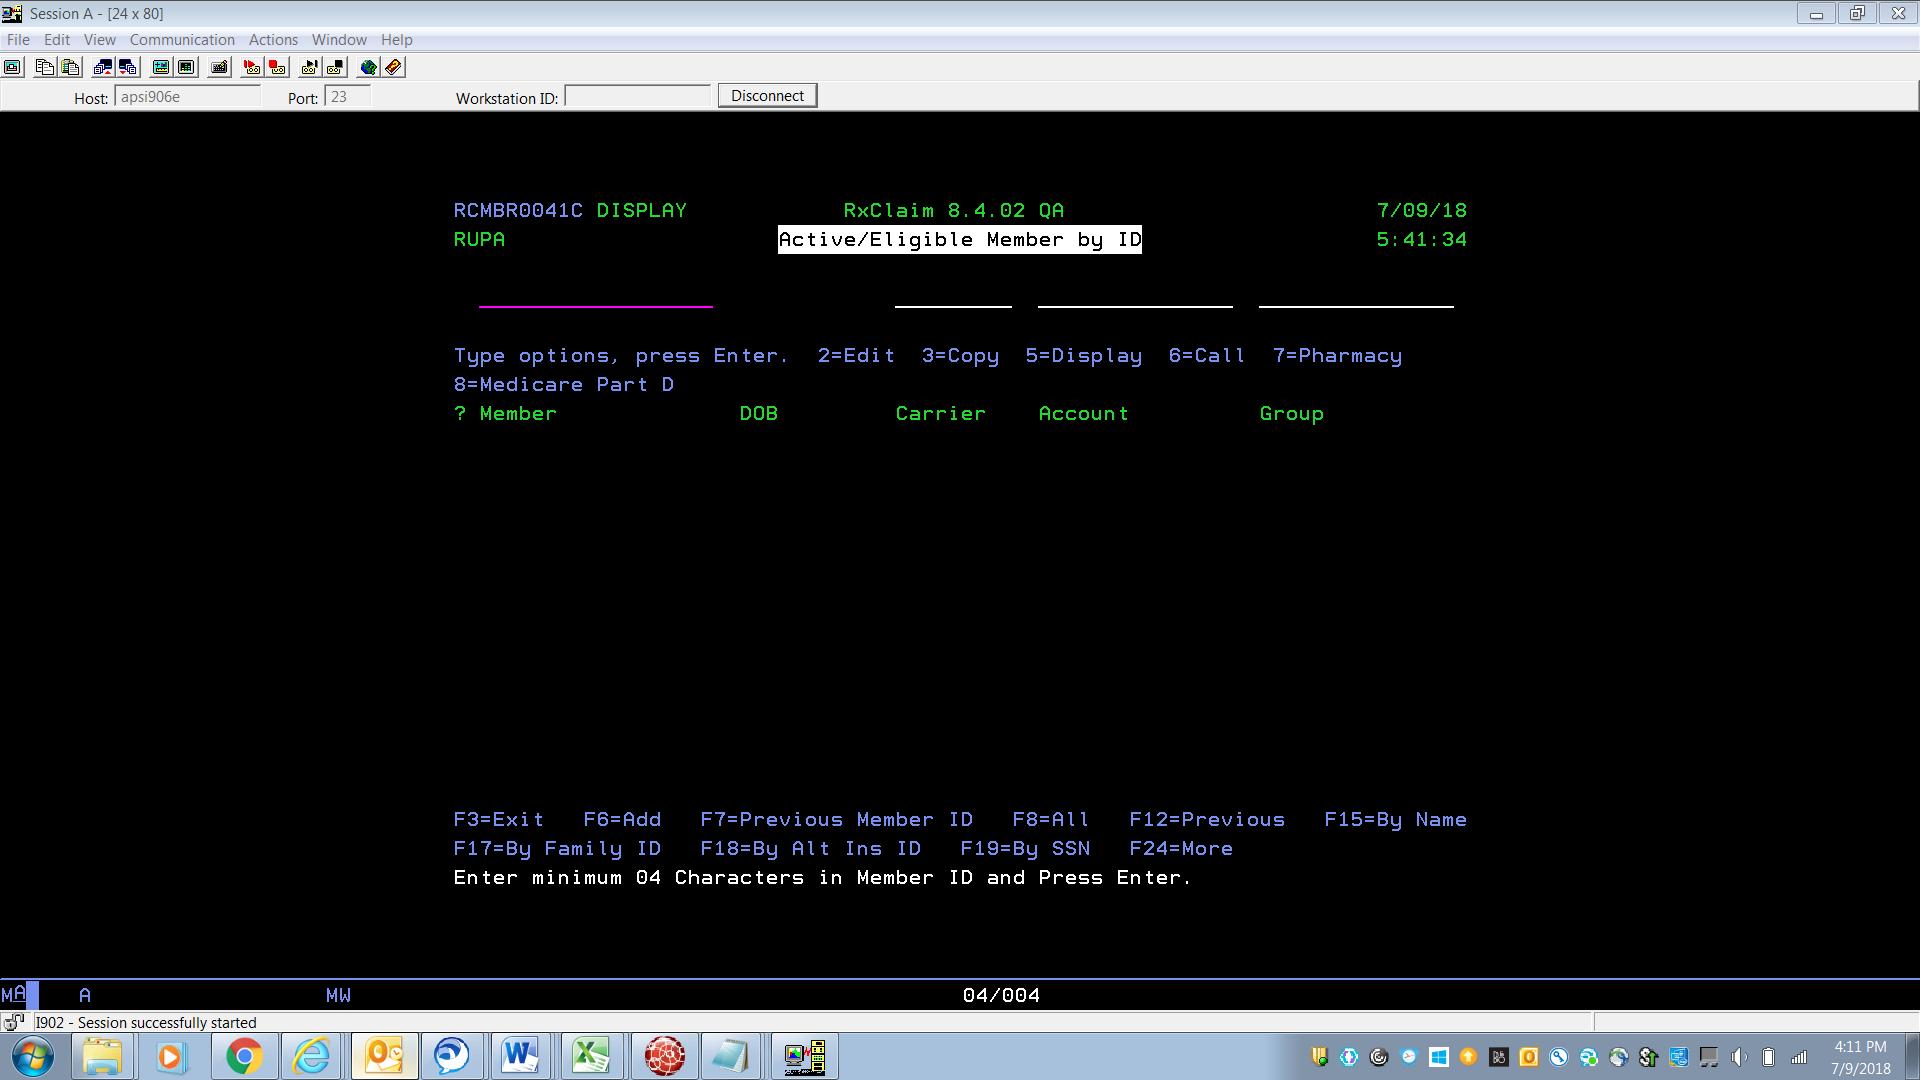 Session A - [24 x 80]
File Edit View Communication Actions Window Help
Host: apsi906e Port: 23 Workstation ID: Disconnect
RCMBR0041C DISPLAY RxClaim 8.4.02 QA 7/09/18
RUPA Active/Eligible Member by ID 5:41:34
Type options, press Enter. 2=Edit 3=Copy 5=Display 6=Call 7=Pharmacy
8=Medicare Part D
? Member DOB Carrier Account Group
F3=Exit F6=Add F7=Previous Member ID F8=All F12=Previous F15=By Name
F17=By Family ID F18=By Alt Ins ID F19=By SSN F24=More
Enter minimum 04 Characters in Member ID and Press Enter.
MA A MW 04/004
I902 - Session successfully started
4:11 PM
7/9/2018